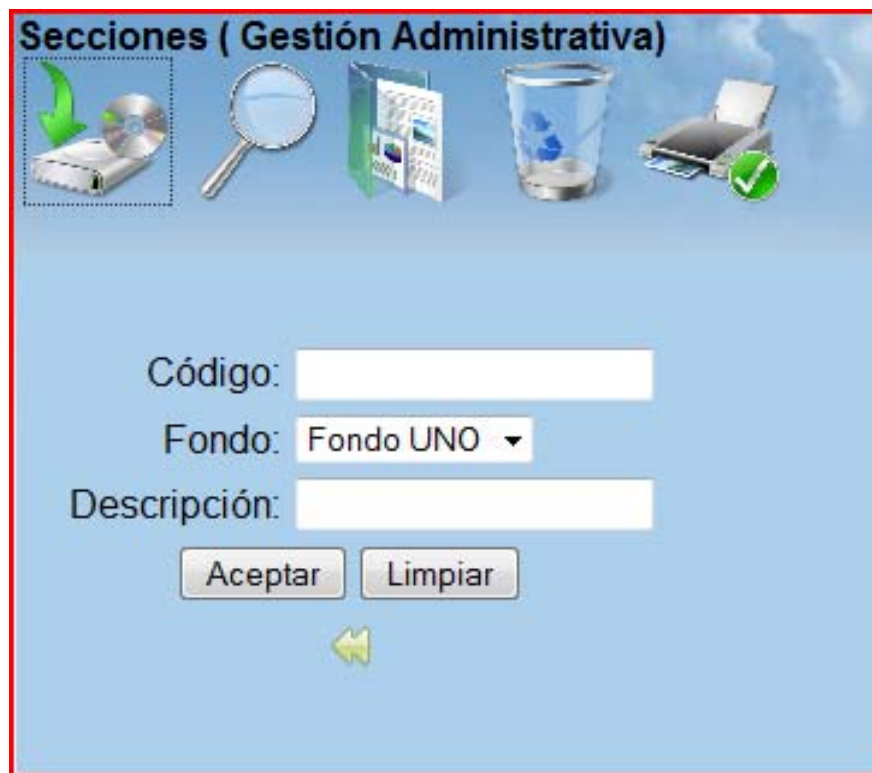 Secciones ( Gestión Administrativa)
Código:
Fondo: Fondo UNO
Descripción:
Aceptar Limpiar